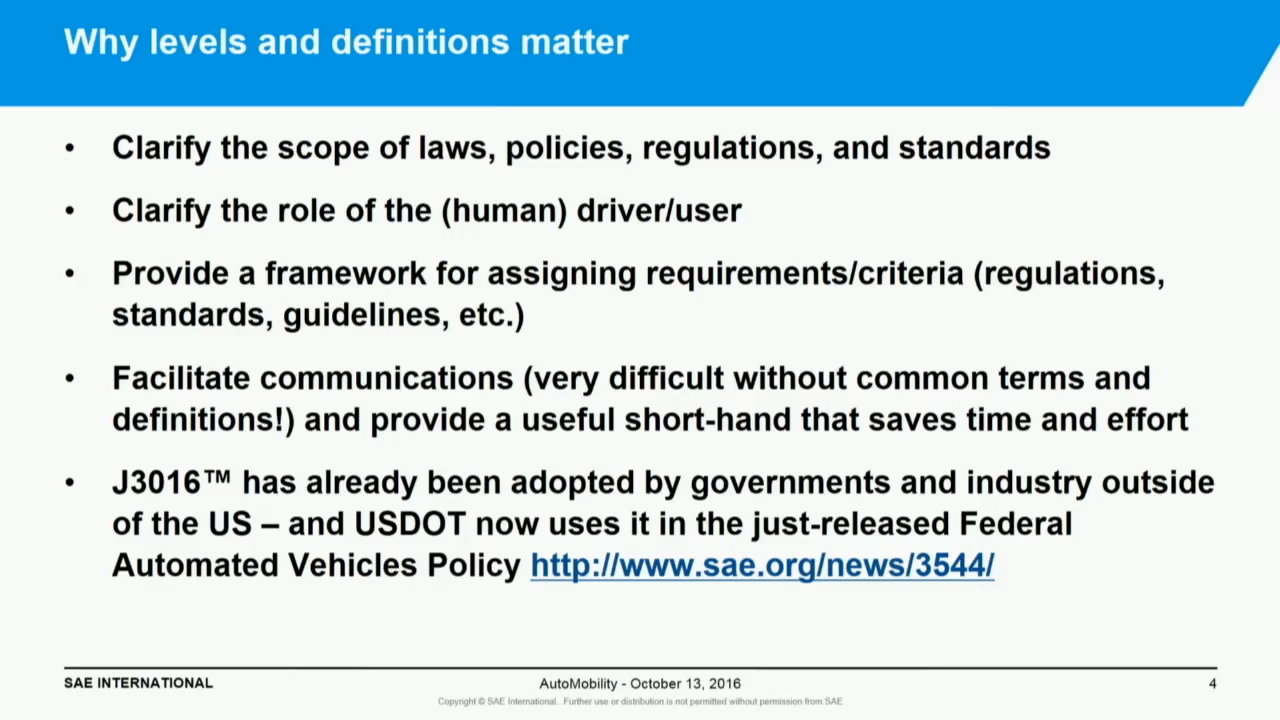 Why levels and definitions matter
• Clarify the scope of laws, policies, regulations, and standards
• Clarify the role of the (human) driver/user
• Provide a framework for assigning requirements/criteria (regulations,
standards, guidelines, etc.)
• Facilitate communications (very difficult without common terms and
definitions!) and provide a useful short-hand that saves time and effort
• J3016™ has already been adopted by governments and industry outside
of the US – and USDOT now uses it in the just-released Federal
Automated Vehicles Policy http://www.sae.org/news/3544/
SAE INTERNATIONAL
AutoMobility - October 13, 2016
4
Copyright © SAE International. Further use or distribution is not permitted without permission from SAE